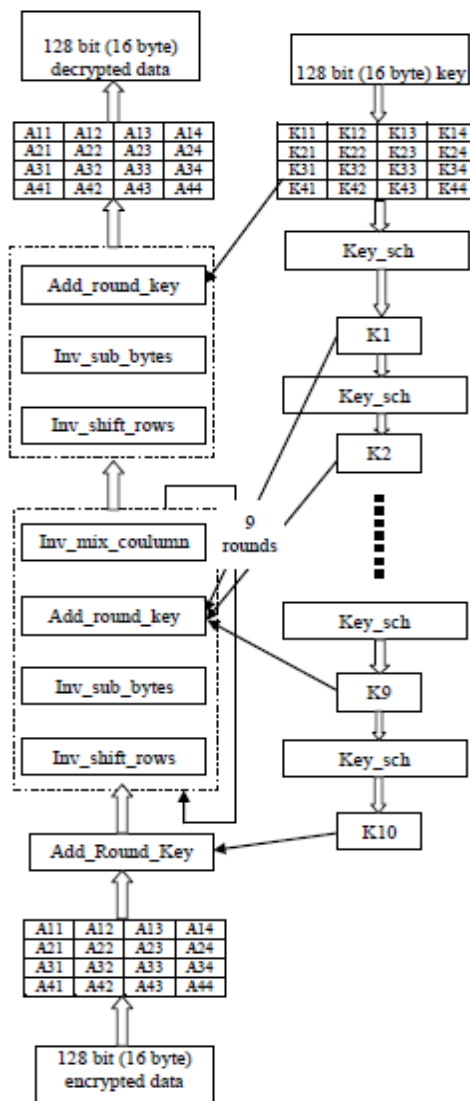 128 bit (16 byte)
decrypted data
A11 A12 A13 A14
A21 A22 A23 A24
A31 A32 A33 A34
A41 A42 A43 A44
Add_round_key
Inv_sub_bytes
Inv_shift_rows
Inv_mix_coulumn
Add_round_key
Inv_sub_bytes
Inv_shift_rows
Add_Round_Key
A11 A12 A13 A14
A21 A22 A23 A24
A31 A32 A33 A34
A41 A42 A43 A44
128 bit (16 byte)
encrypted data
9
rounds
128 bit (16 byte) key
K11 K12 K13 K14
K21 K22 K23 K24
K31 K32 K33 K34
K41 K42 K43 K44
Key_sch
K1
Key_sch
K2
Key_sch
K9
Key_sch
K10